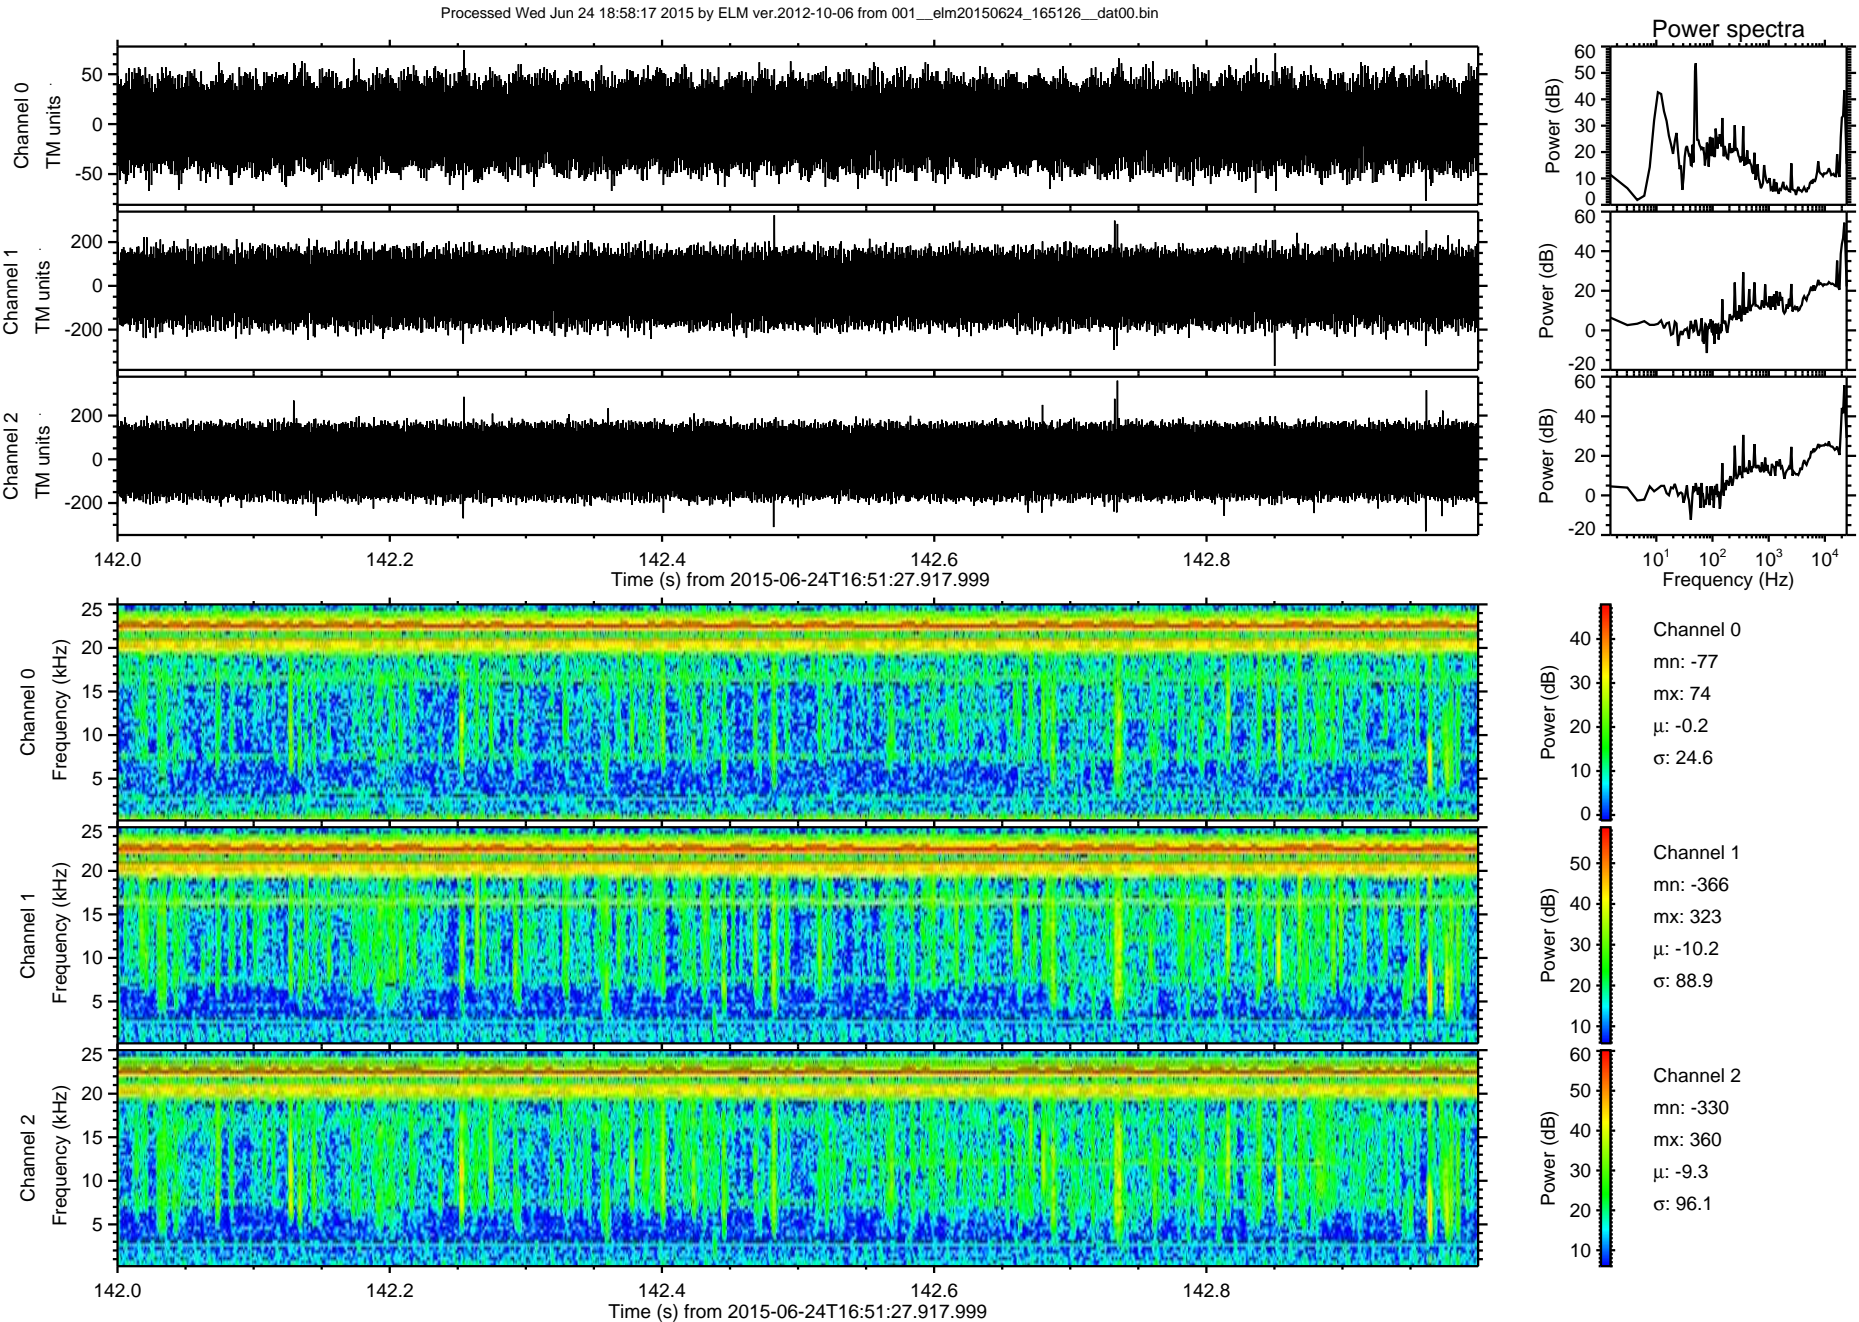 Processed Wed Jun 24 18:58:17 2015 by ELM ver.2012-10-06 from 001__elm20150624_165126__dat00.bin
Power spectra
Channel 0
TM units
50
0
-50
Power (dB)
60
50
40
30
20
10
0
Channel 1
TM units
200
0
-200
Power (dB)
60
40
20
0
-20
Channel 2
TM units
200
0
-200
Power (dB)
60
40
20
0
-20
142.0
142.2
142.4
142.6
142.8
Time (s) from 2015-06-24T16:51:27.917.999
10^1
10^2
10^3
10^4
Frequency (Hz)
Channel 0
Frequency (kHz)
25
20
15
10
5
Power (dB)
40
30
20
10
0
Channel 0
mn: -77
mx: 74
μ: -0.2
σ: 24.6
Channel 1
Frequency (kHz)
25
20
15
10
5
Power (dB)
50
40
30
20
10
Channel 1
mn: -366
mx: 323
μ: -10.2
σ: 88.9
Channel 2
Frequency (kHz)
25
20
15
10
5
Power (dB)
60
50
40
30
20
10
Channel 2
mn: -330
mx: 360
μ: -9.3
σ: 96.1
142.0
142.2
142.4
142.6
142.8
Time (s) from 2015-06-24T16:51:27.917.999